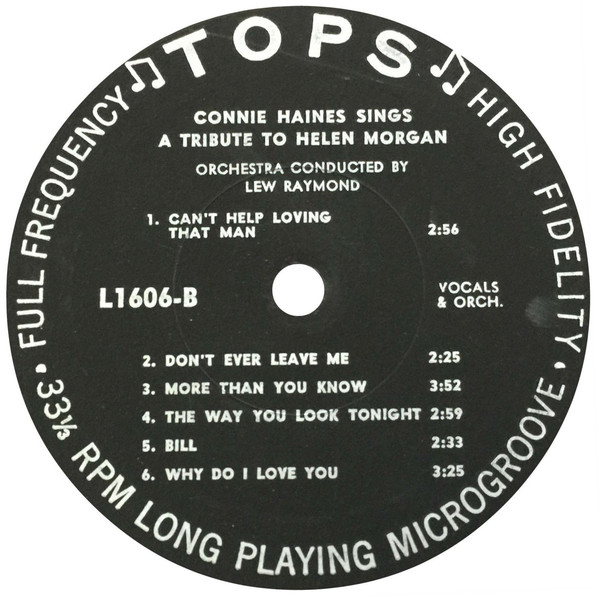 TOPS
FULL FREQUENCY
HIGH FIDELITY
CONNIE HAINES SINGS
A TRIBUTE TO HELEN MORGAN
ORCHESTRA CONDUCTED BY
LEW RAYMOND
1. CAN'T HELP LOVING
THAT MAN 2:56
L1606-B
VOCALS
& ORCH.
2. DON'T EVER LEAVE ME 2:25
3. MORE THAN YOU KNOW 3:52
4. THE WAY YOU LOOK TONIGHT 2:59
5. BILL 2:33
6. WHY DO I LOVE YOU 3:25
• 33⅓ RPM LONG PLAYING MICROGROOVE •